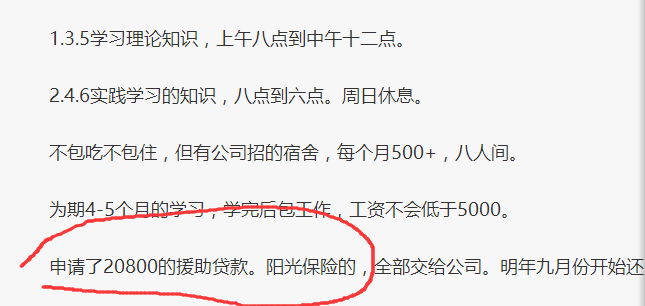 1.3.5学习理论知识，上午八点到中午十二点。
2.4.6实践学习的知识，八点到六点。周日休息。
不包吃不包住，但有公司招的宿舍，每个月500+，八人间。
为期4-5个月的学习，学完后包工作，工资不会低于5000。
申请了20800的援助贷款。阳光保险的，全部交给公司。明年九月份开始还